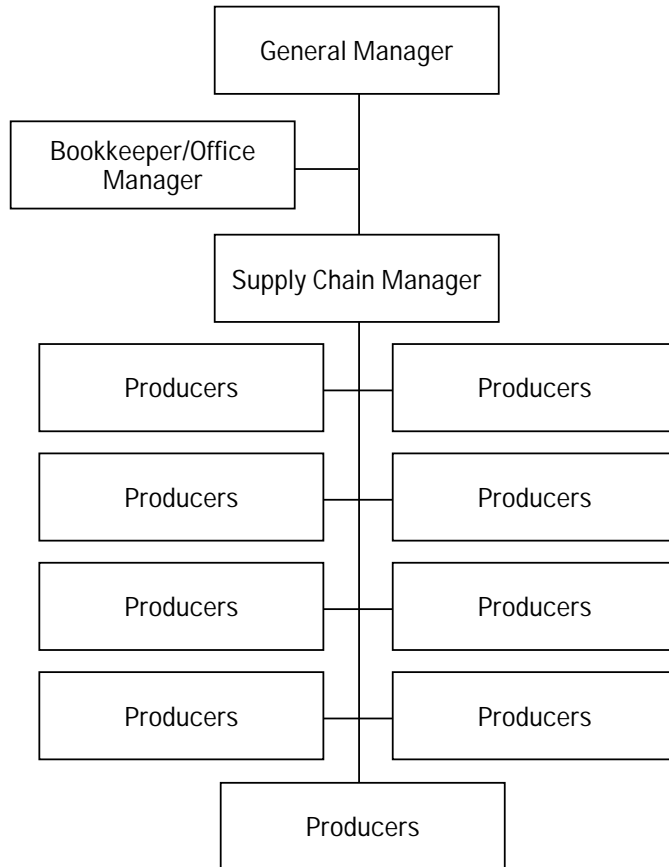 General Manager
Bookkeeper/Office
Manager
Supply Chain Manager
Producers
Producers
Producers
Producers
Producers
Producers
Producers
Producers
Producers